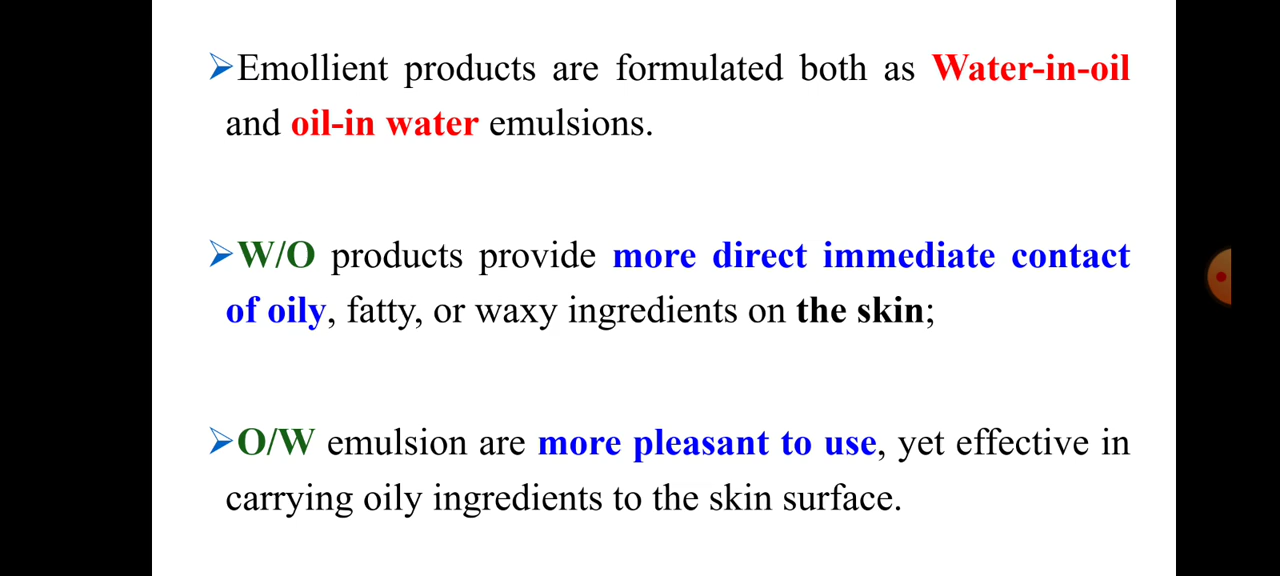 ➢Emollient products are formulated both as Water-in-oil
and oil-in water emulsions.
➢W/O products provide more direct immediate contact
of oily, fatty, or waxy ingredients on the skin;
➢O/W emulsion are more pleasant to use, yet effective in
carrying oily ingredients to the skin surface.